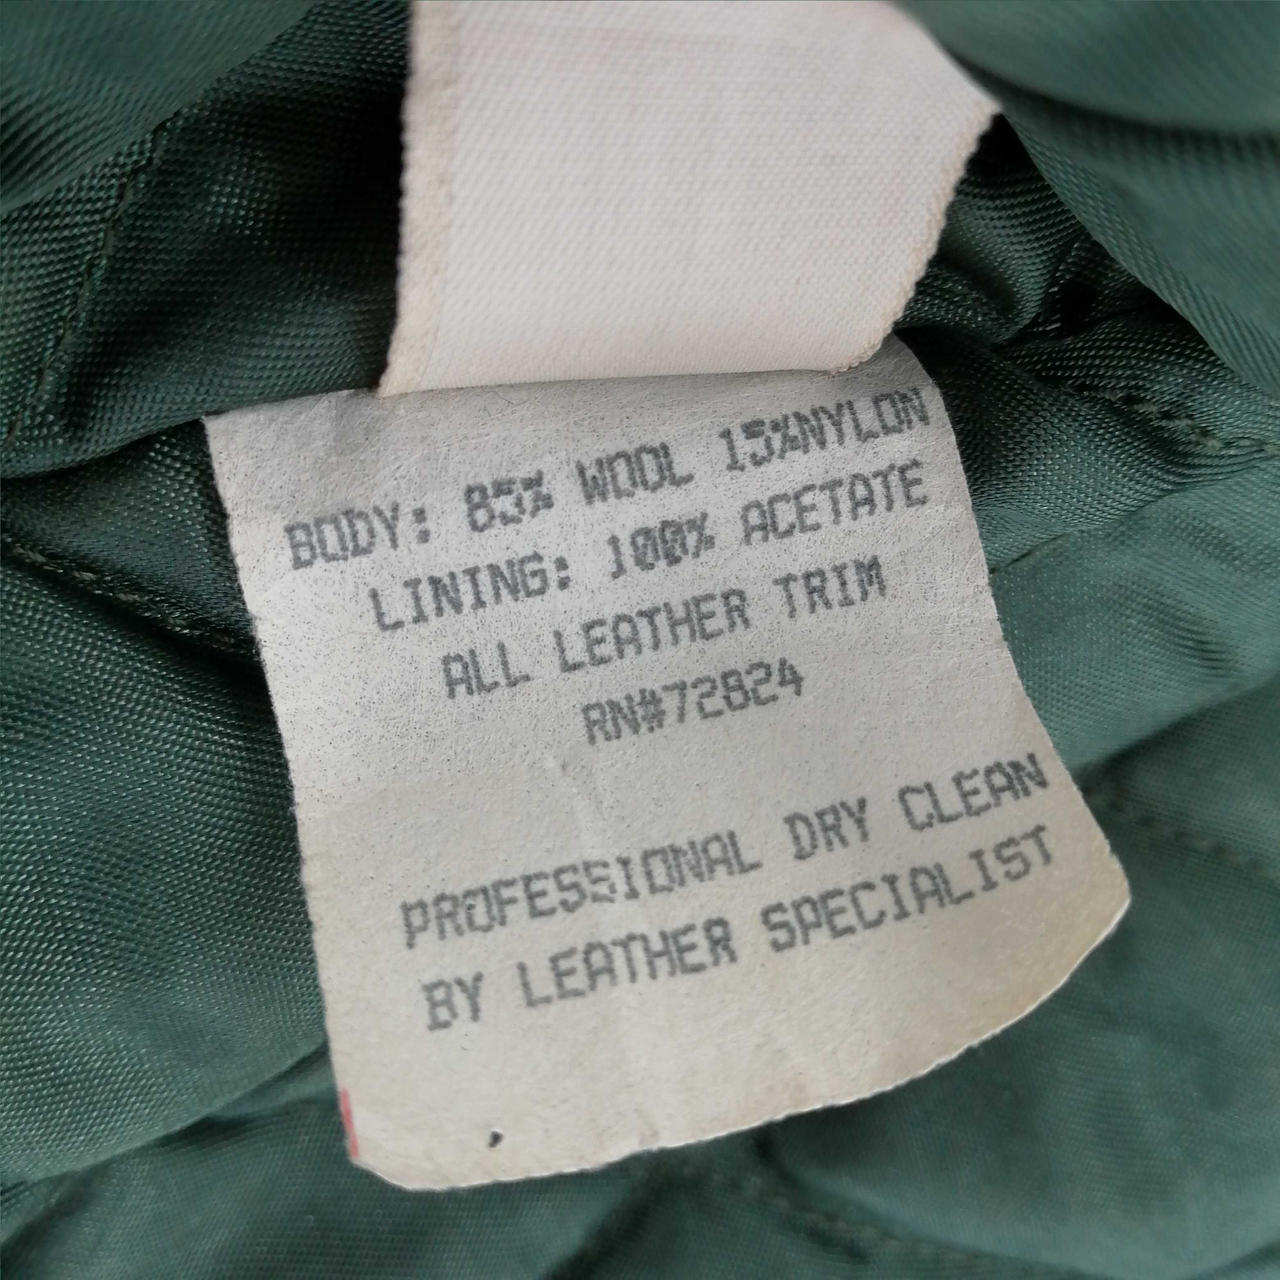 BODY: 85% WOOL 15%NYLON
LINING: 100% ACETATE
ALL LEATHER TRIM
RN#72824
PROFESSIONAL DRY CLEAN
BY LEATHER SPECIALIST